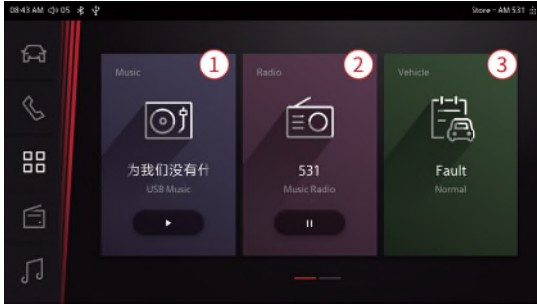 08:43 AM 05
Store - AM 531
Music 1
Radio 2
Vehicle 3
为我们没有什
531
Fault
USB Music
Music Radio
Normal